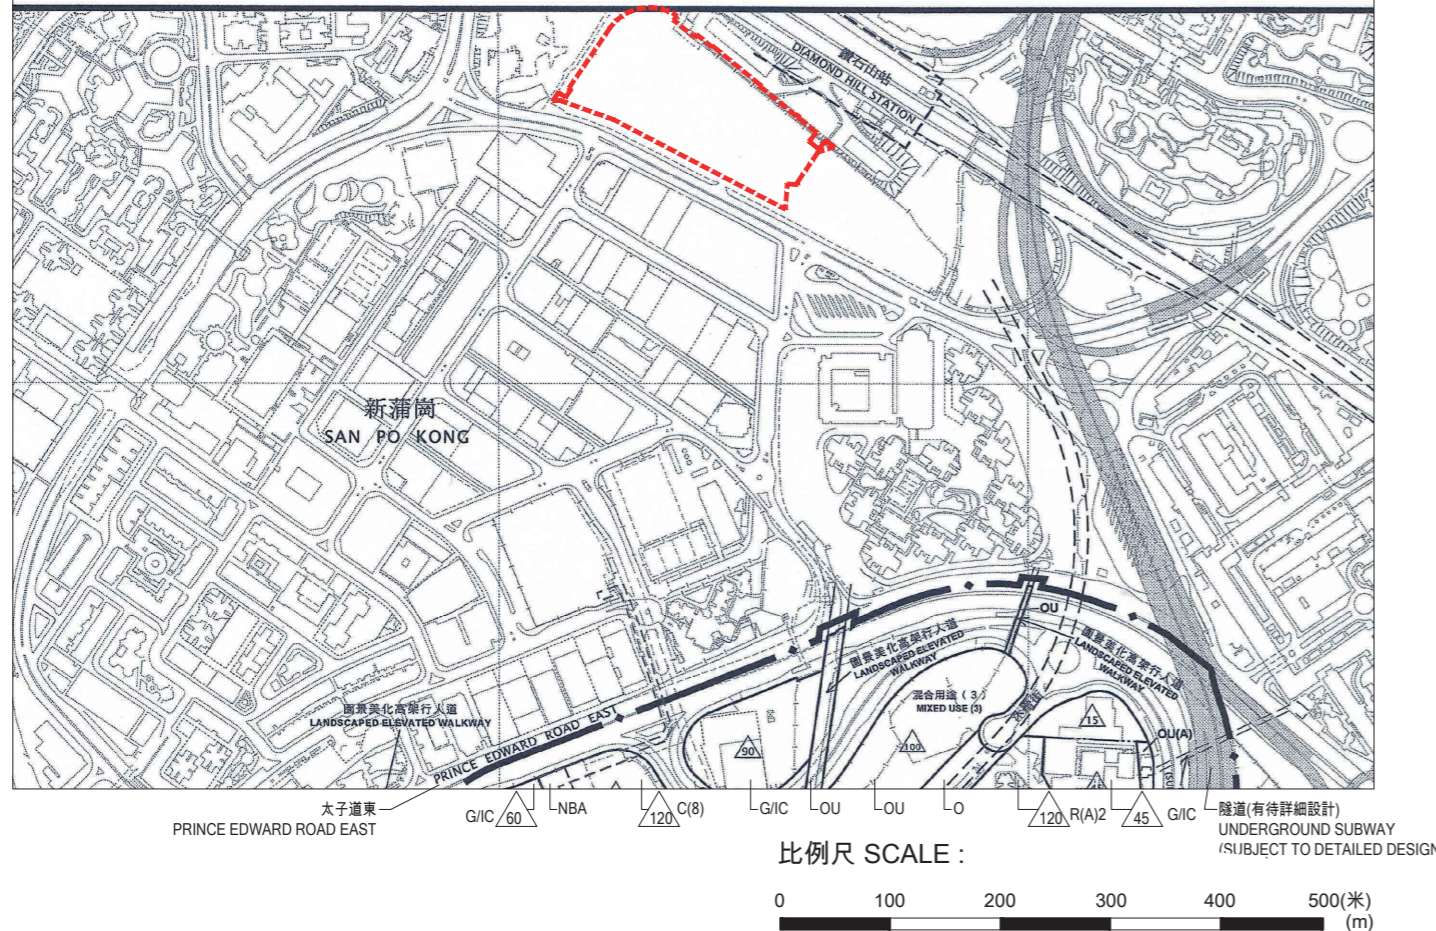 鑽石山站
DIAMOND HILL STATION
新蒲崗
SAN PO KONG
園景美化高架行人道
LANDSCAPED ELEVATED WALKWAY
PRINCE EDWARD ROAD EAST
園景美化高架行人道
LANDSCAPED ELEVATED
WALKWAY
OU
園景美化高架行人道
LANDSCAPED ELEVATED
WALKWAY
混合用途(3)
MIXED USE (3)
90
100
15
OU(A)
45
太子道東
PRINCE EDWARD ROAD EAST
G/IC 60 NBA 120 C(8) G/IC OU OU O 120 R(A)2 45 G/IC
隧道(有待詳細設計)
UNDERGROUND SUBWAY
(SUBJECT TO DETAILED DESIGN
比例尺 SCALE :
0 100 200 300 400 500(米)
(m)